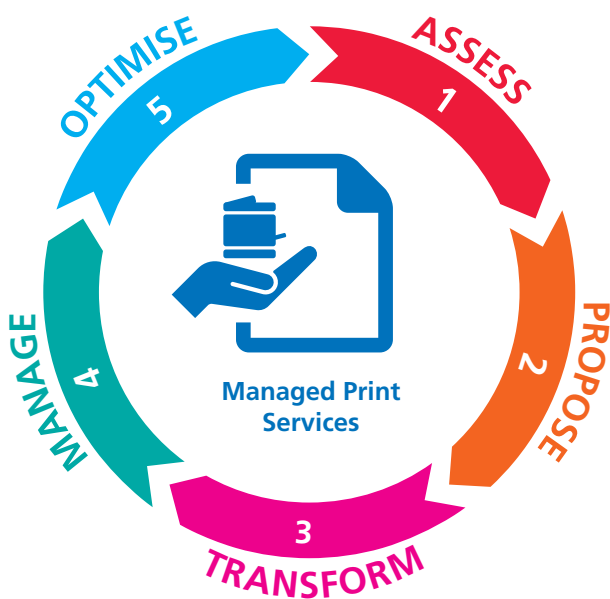 ASSESS
1
PROPOSE
2
TRANSFORM
3
MANAGE
4
OPTIMISE
5
Managed Print
Services